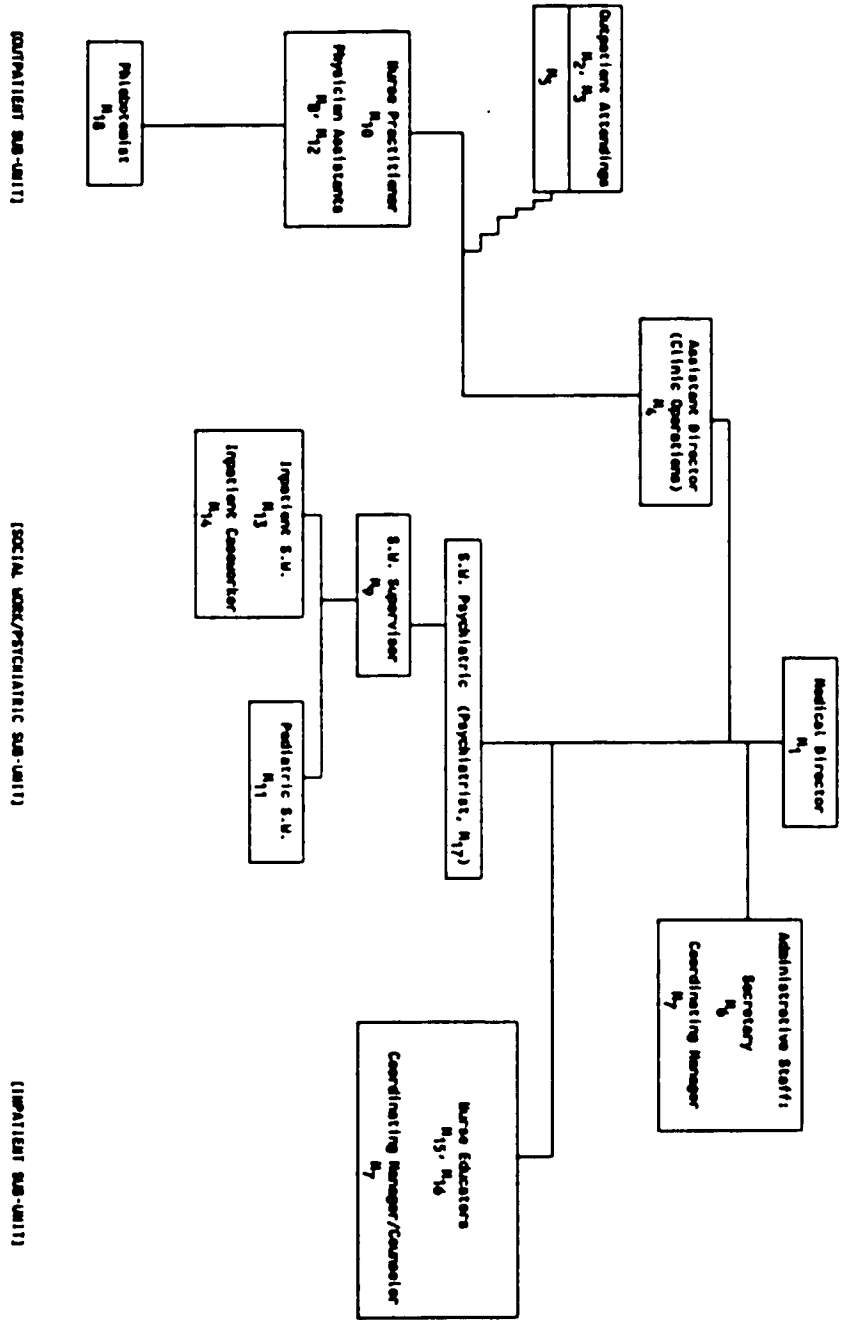 Medical Director
M1
Administrative Staff:
Secretary
M6
Coordinating Manager
M7
Assistant Director
(Clinic Operations)
M4
Outpatient Attendings
M2, M3
M5
Nurse Practitioner
M10
Physician Assistants
M8, M12
Phlebotomist
M18
S.W. Psychiatric (Psychiatrist, M17)
S.W. Supervisor
M9
Inpatient S.W.
M13
Inpatient Caseworker
M14
Pediatric S.W.
M11
Nurse Educators
M15, M16
Coordinating Manager/Counselor
M7
[OUTPATIENT SUB-UNIT]
[SOCIAL WORK/PSYCHIATRIC SUB-UNIT]
[INPATIENT SUB-UNIT]